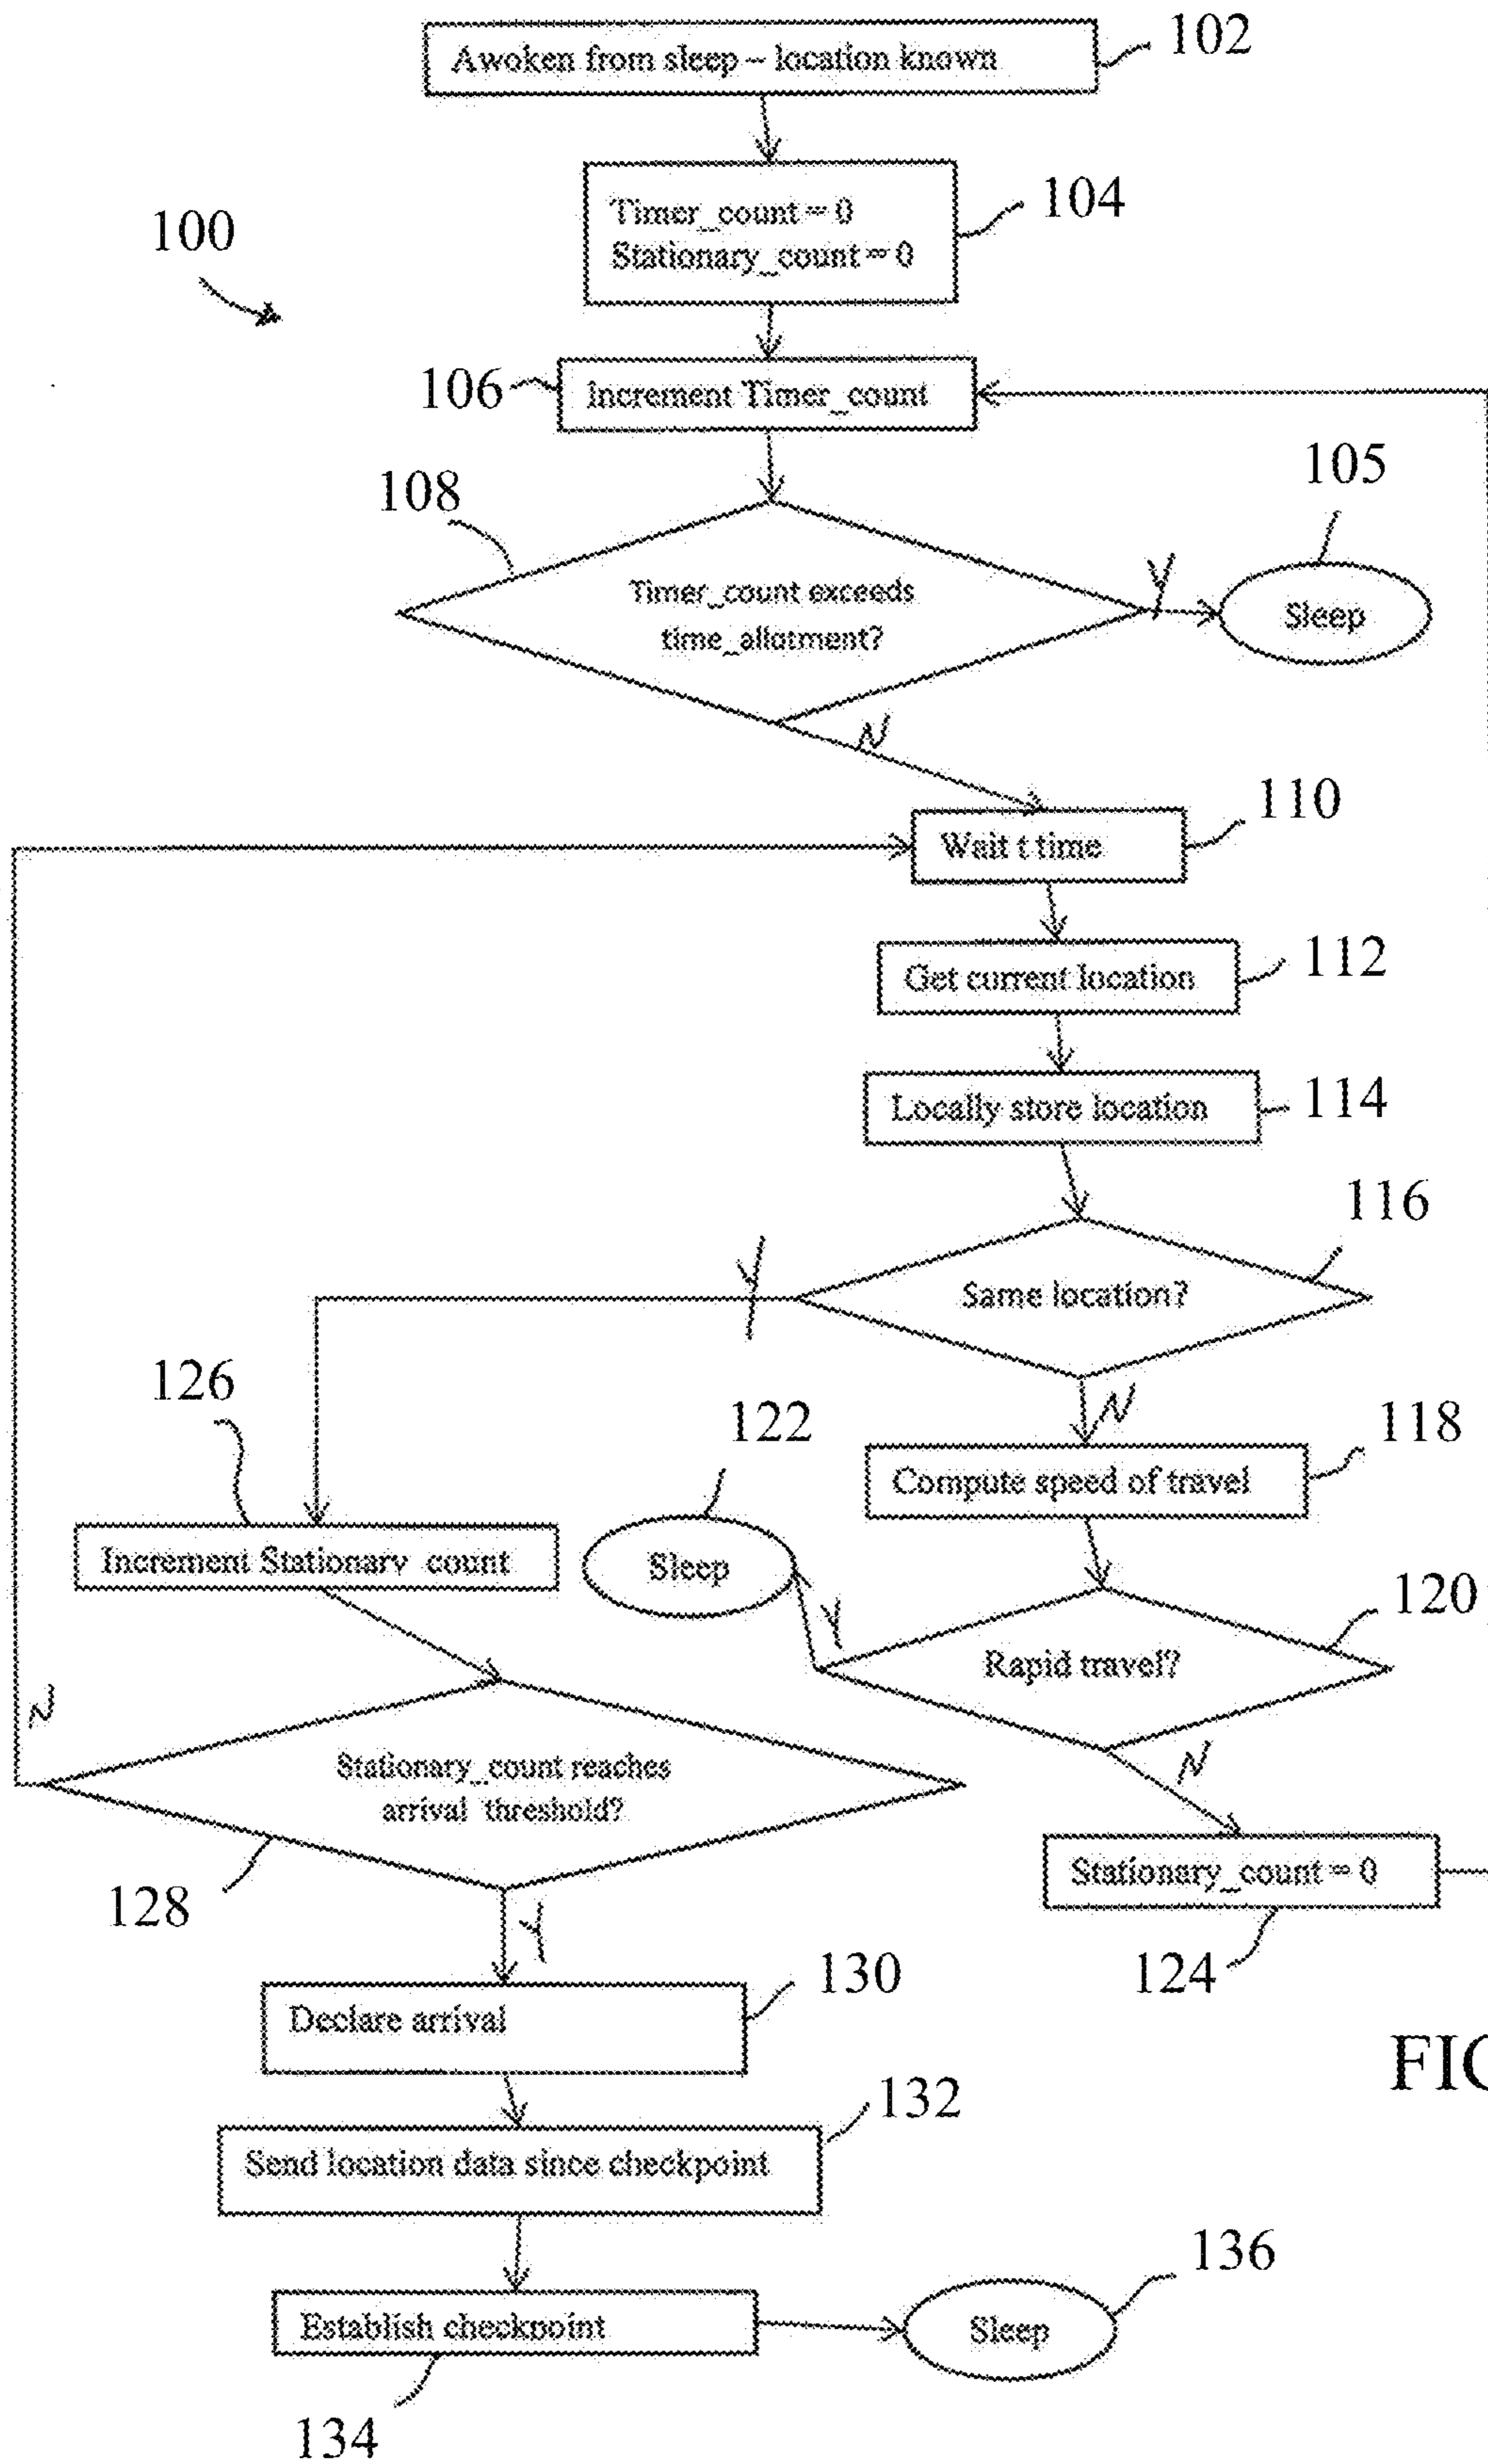 Awoken from sleep – location known
102
Timer_count = 0
Stationary_count = 0
104
100
106
Increment Timer_count
108
105
Timer_count exceeds
time_allotment?
Y
Sleep
N
110
Wait t time
112
Get current location
114
Locally store location
116
Same location?
Y
N
126
122
118
Compute speed of travel
Increment Stationary count
Sleep
Y
120
Rapid travel?
N
N
Stationary_count reaches
arrival threshold?
128
Stationary_count = 0
124
Y
130
Declare arrival
FIG
132
Send location data since checkpoint
136
Establish checkpoint
Sleep
134